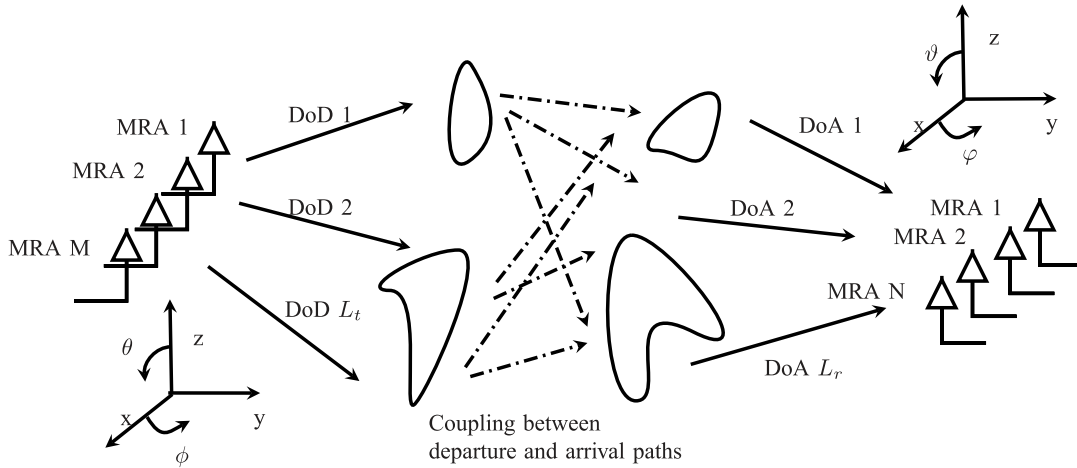 MRA 1
MRA 2
MRA M
DoD 1
DoD 2
DoD L_t
θ
z
x
y
ϕ
Coupling between
departure and arrival paths
ϑ
z
x
y
φ
DoA 1
DoA 2
DoA L_r
MRA 1
MRA 2
MRA N